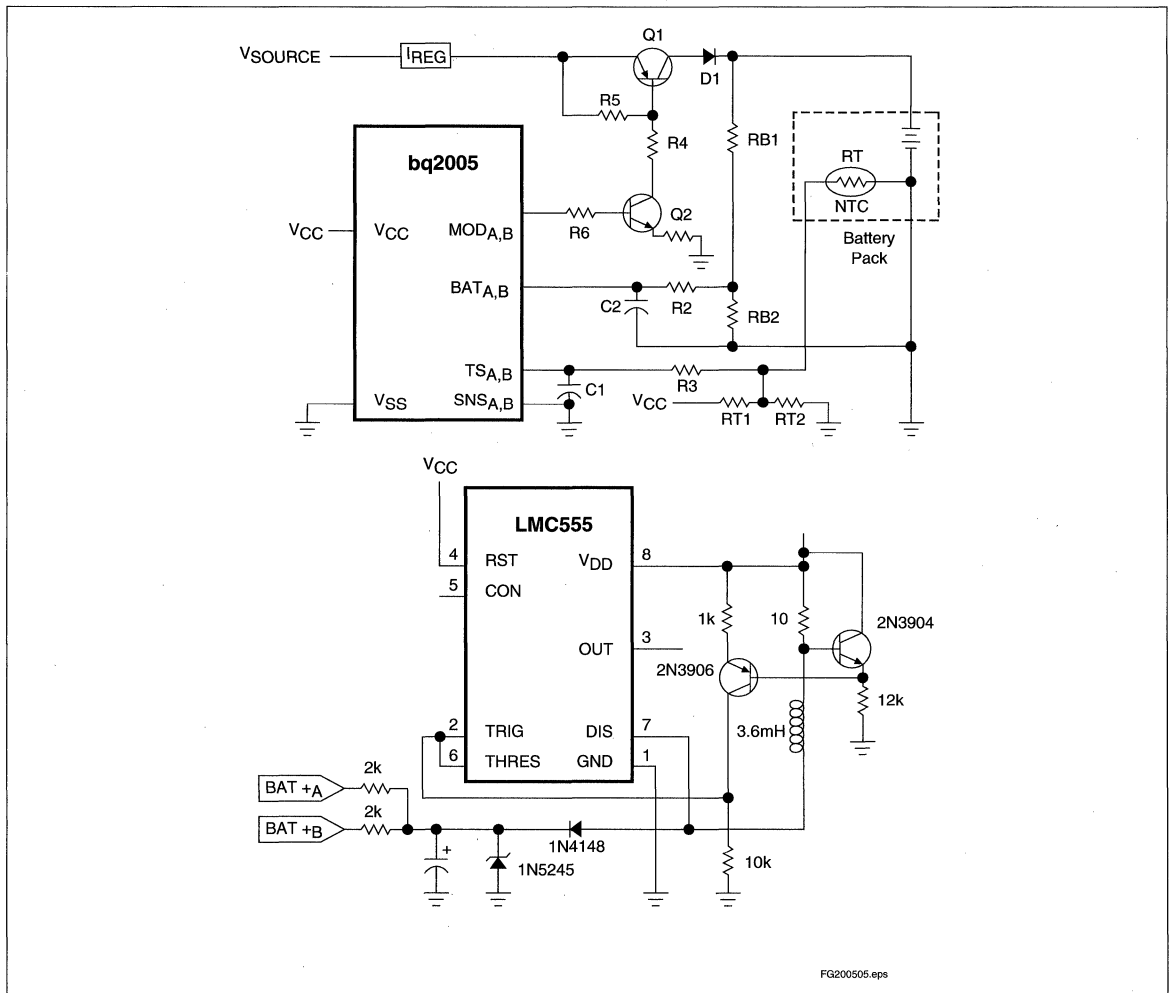 Q1
VSOURCE
IREG
D1
R5
R4
RB1
bq2005
RT
NTC
Q2
VCC
VCC
MODA,B
R6
Battery
Pack
BATA,B
C2
R2
RB2
TSA,B
R3
C1
VSS
SNSA,B
VCC
RT1
RT2
VCC
LMC555
4
RST
VDD
8
5
CON
1k
10
2N3904
OUT
3
2N3906
12k
3.6mH
2
TRIG
DIS
7
6
THRES
GND
1
2k
BAT +A
2k
BAT +B
+
1N4148
1N5245
10k
FG200505.eps